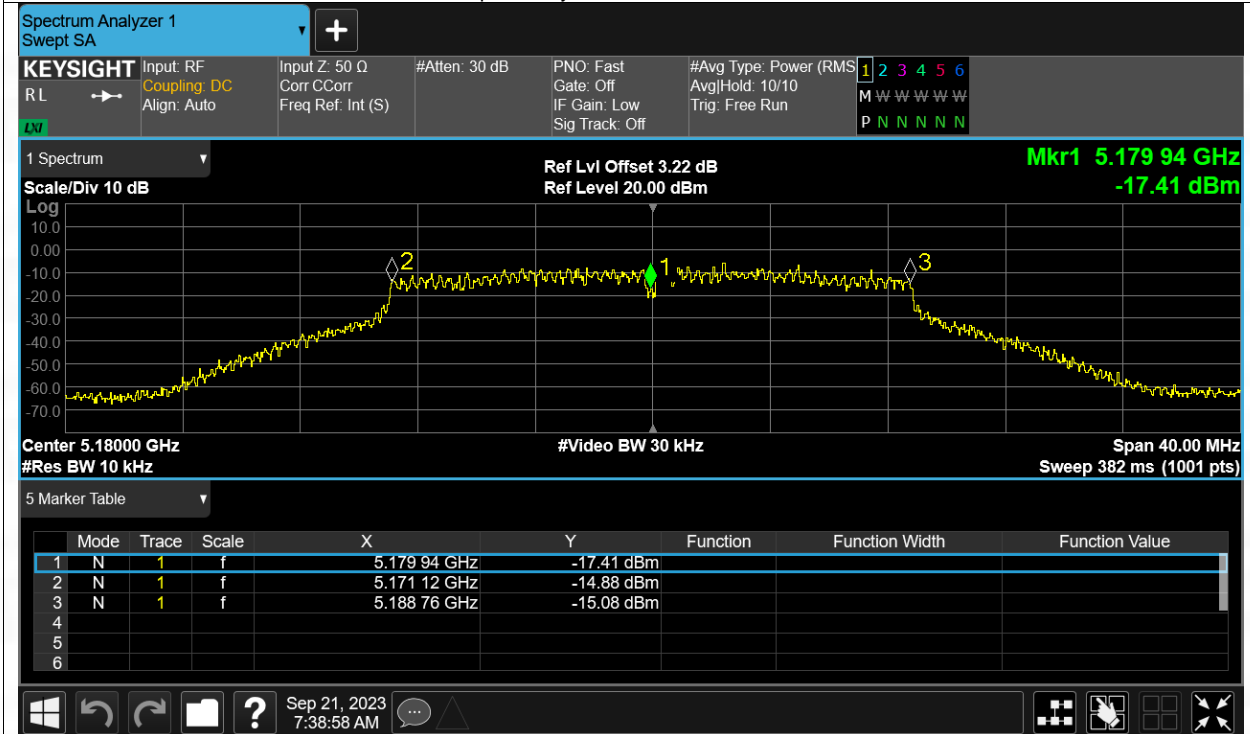 Spectrum Analyzer 1
Swept SA
+
KEYSIGHT Input: RF Input Z: 50 Ω #Atten: 30 dB PNO: Fast #Avg Type: Power (RMS 1 2 3 4 5 6
R L Coupling: DC Corr CCorr Gate: Off Avg|Hold: 10/10 M W W W W W
Align: Auto Freq Ref: Int (S) IF Gain: Low Trig: Free Run
LXI Sig Track: Off P N N N N N
1 Spectrum Ref Lvl Offset 3.22 dB Mkr1 5.179 94 GHz
Scale/Div 10 dB Ref Level 20.00 dBm -17.41 dBm
Log
10.0
0.00
2 1 3
-10.0
-20.0
-30.0
-40.0
-50.0
-60.0
-70.0
Center 5.18000 GHz #Video BW 30 kHz Span 40.00 MHz
#Res BW 10 kHz Sweep 382 ms (1001 pts)
5 Marker Table
Mode Trace Scale X Y Function Function Width Function Value
1 N 1 f 5.179 94 GHz -17.41 dBm
2 N 1 f 5.171 12 GHz -14.88 dBm
3 N 1 f 5.188 76 GHz -15.08 dBm
4
5
6
? Sep 21, 2023
7:38:58 AM